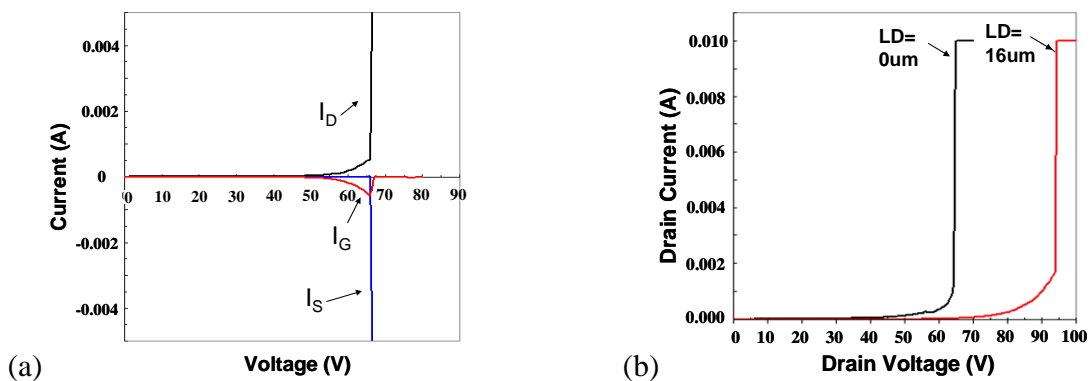 0.004
0.002
0
-0.002
-0.004
Current (A)
0 10 20 30 40 50 60 70 80 90
I_D
I_G
I_S
Voltage (V)
(a)
LD=
0um
LD=
16um
0.010
0.008
0.006
0.004
0.002
0.000
Drain Current (A)
0 10 20 30 40 50 60 70 80 90 100
Drain Voltage (V)
(b)